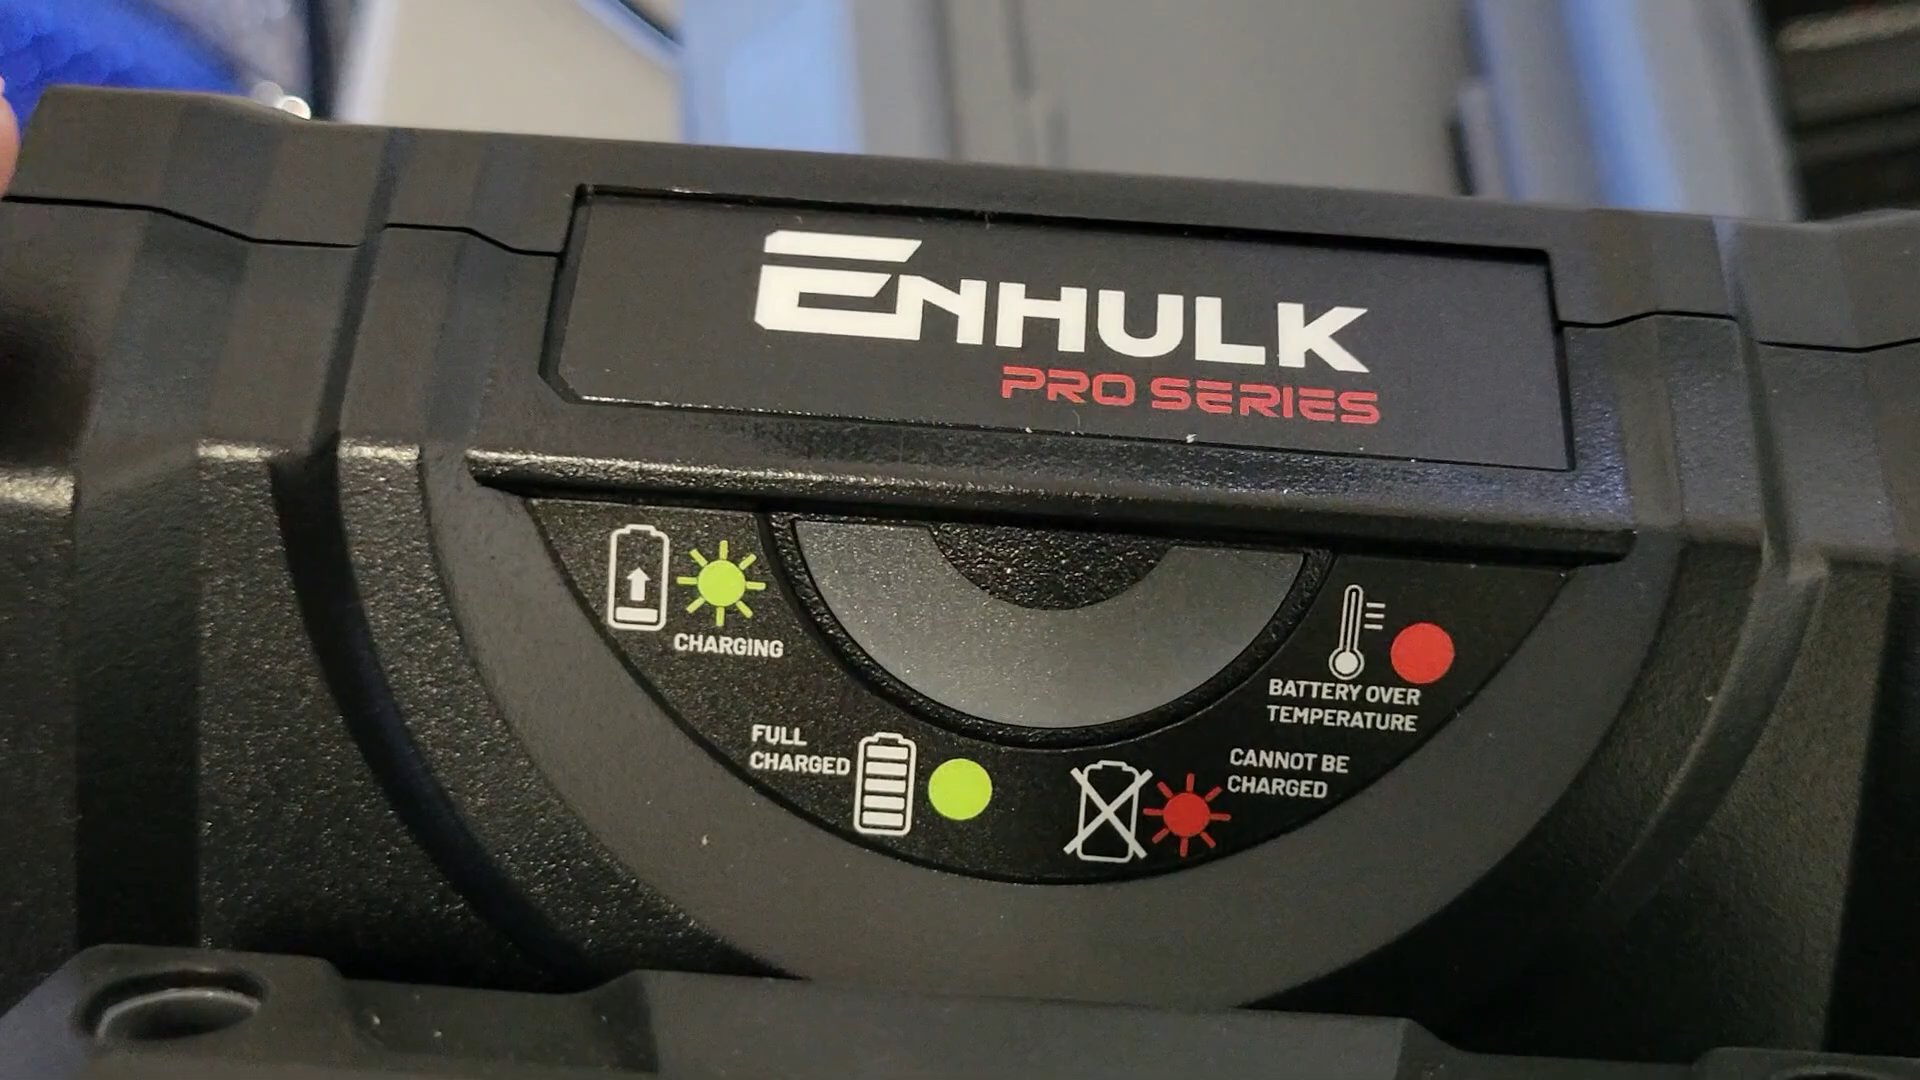 ENHULK
PRO SERIES
CHARGING
FULL
CHARGED
CANNOT BE
CHARGED
BATTERY OVER
TEMPERATURE